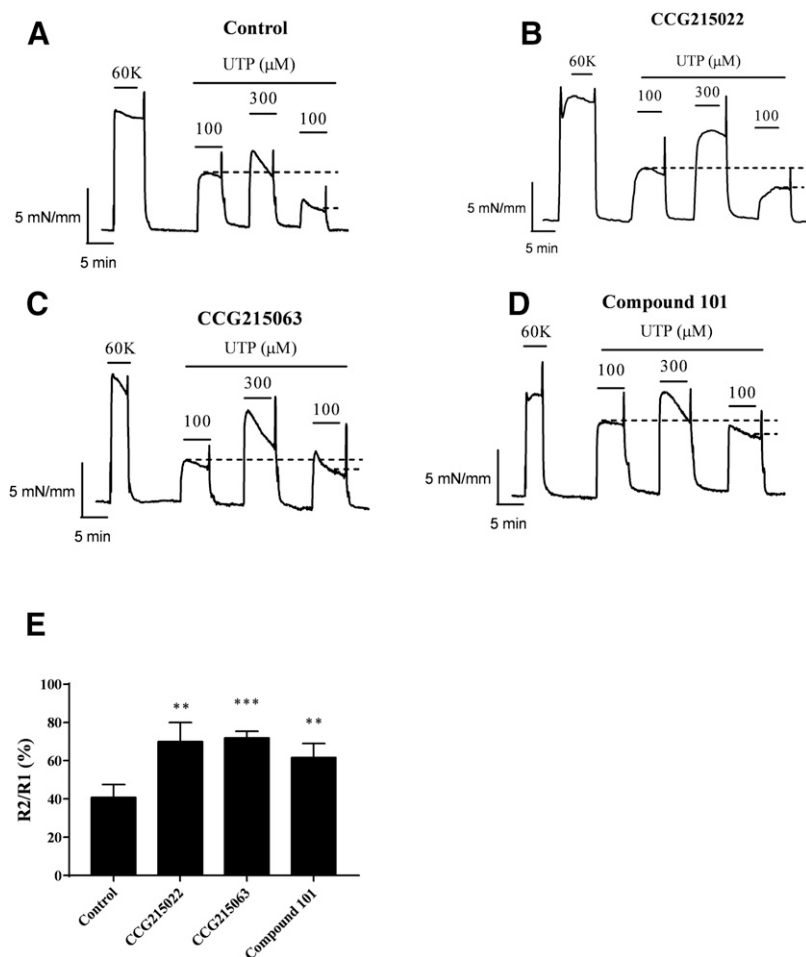 A
Control
60K
UTP (μM)
100
300
100
5 mN/mm
5 min
B
CCG215022
60K
UTP (μM)
100
300
100
5 mN/mm
5 min
C
CCG215063
60K
UTP (μM)
100
300
100
5 mN/mm
5 min
D
Compound 101
60K
UTP (μM)
100
300
100
5 mN/mm
5 min
E
R2/R1 (%)
100
80
60
40
20
0
**
***
**
Control
CCG215022
CCG215063
Compound 101